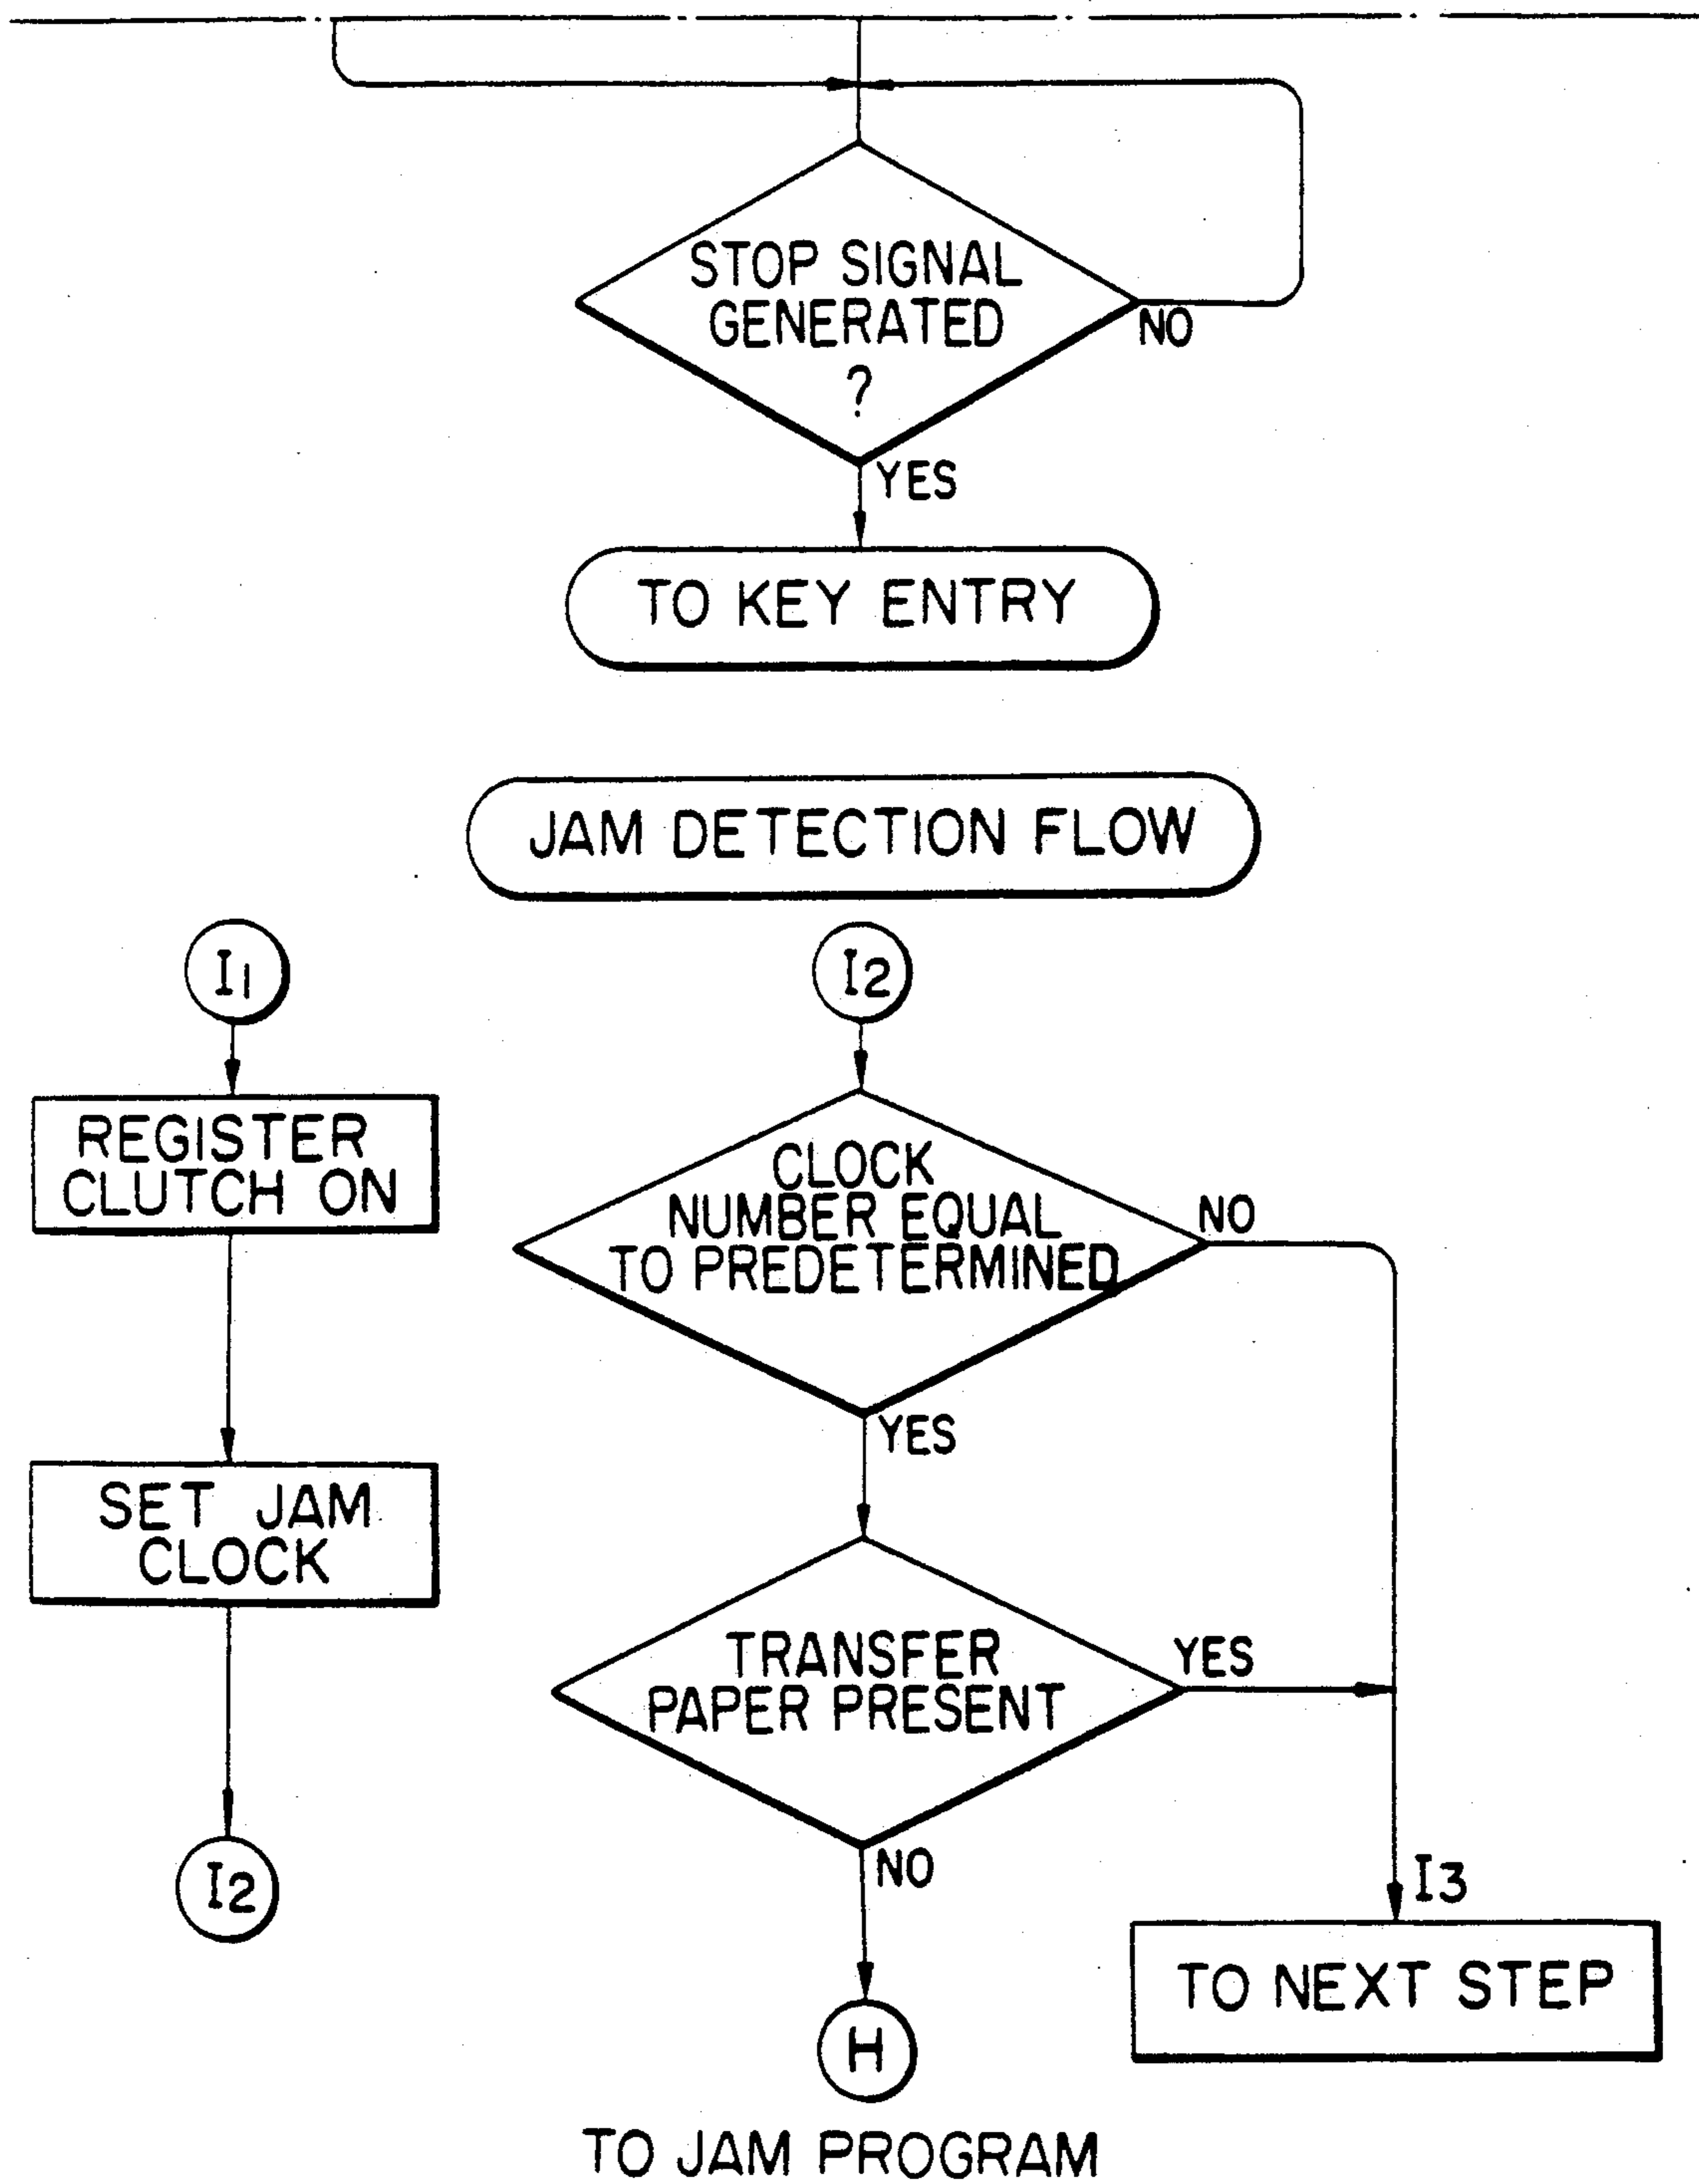 STOP SIGNAL
GENERATED
?
NO
YES
TO KEY ENTRY
JAM DETECTION FLOW
I1
REGISTER
CLUTCH ON
SET JAM
CLOCK
I2
I2
CLOCK
NUMBER EQUAL
TO PREDETERMINED
NO
YES
TRANSFER
PAPER PRESENT
YES
NO
I3
TO NEXT STEP
H
TO JAM PROGRAM